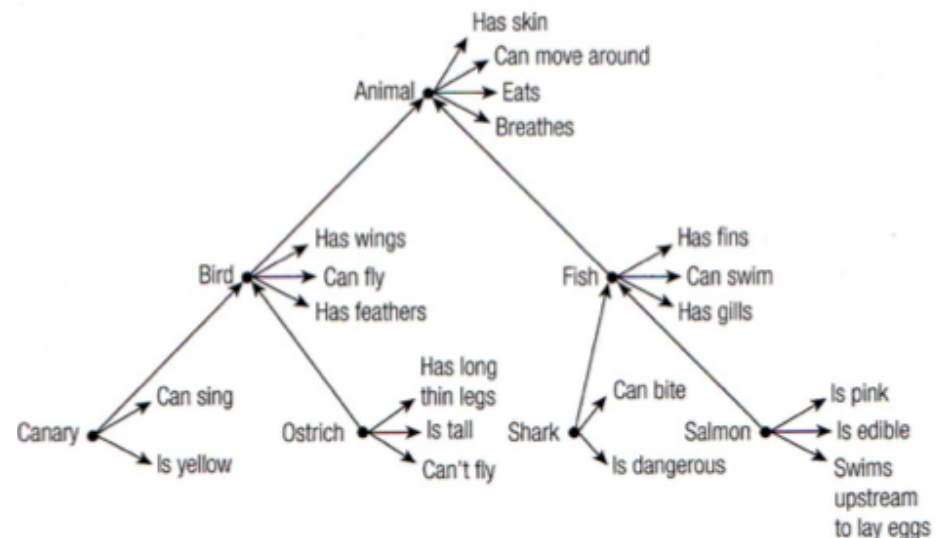 Has skin
Can move around
Animal
Eats
Breathes
Has wings
Bird
Can fly
Has feathers
Has fins
Fish
Can swim
Has gills
Can sing
Canary
Is yellow
Has long
thin legs
Ostrich
Is tall
Can't fly
Can bite
Shark
Is dangerous
Is pink
Salmon
Is edible
Swims
upstream
to lay eggs